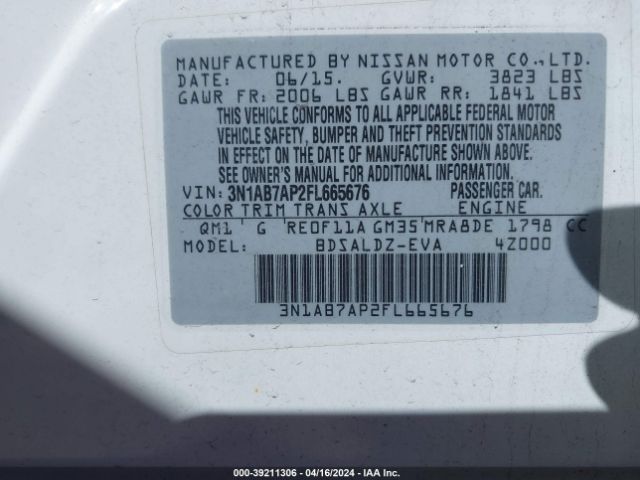 MANUFACTURED BY NISSAN MOTOR CO.,LTD.
DATE: 06/15. GVWR: 3823 LBS
GAWR FR: 2006 LBS GAWR RR: 1841 LBS
THIS VEHICLE CONFORMS TO ALL APPLICABLE FEDERAL MOTOR
VEHICLE SAFETY, BUMPER AND THEFT PREVENTION STANDARDS
IN EFFECT ON THE DATE OF MANUFACTURE SHOWN ABOVE.
SEE OWNER'S MANUAL FOR ADDITIONAL INFORMATION.
VIN: 3N1AB7AP2FL665676 PASSENGER CAR.
COLOR TRIM TRANS AXLE ENGINE
QM1 G RE0F11A GM35 MRA8DE 1798 CC
MODEL: BDSALDZ-EVA 4Z000
3N1AB7AP2FL665676
000-39211306 - 04/16/2024 - IAA Inc.